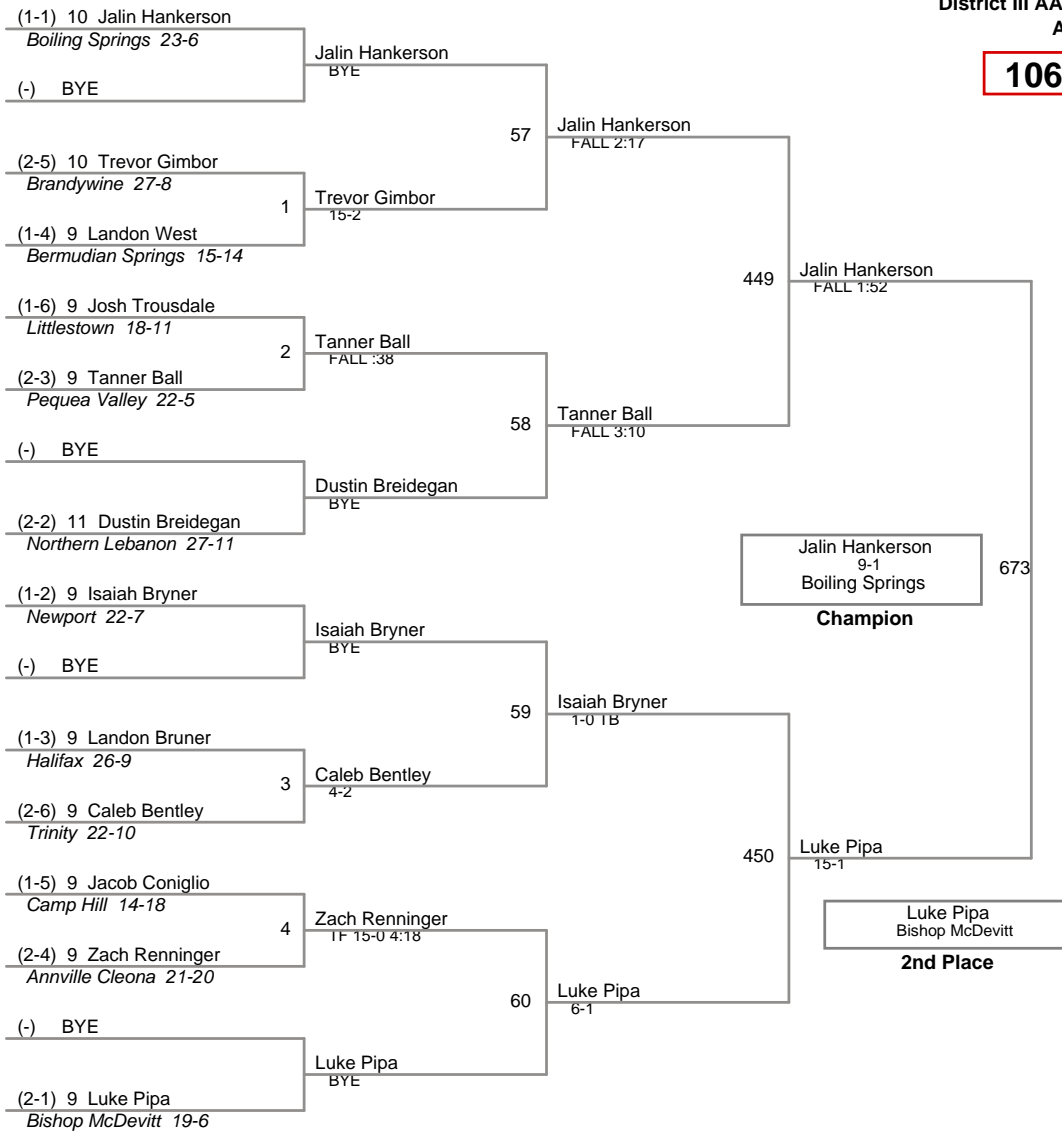 District III AA
A
106
(1-1) 10 Jalin Hankerson
Boiling Springs 23-6
(-) BYE
(2-5) 10 Trevor Gimbor
Brandywine 27-8
(1-4) 9 Landon West
Bermudian Springs 15-14
(1-6) 9 Josh Trousdale
Littlestown 18-11
(2-3) 9 Tanner Ball
Pequea Valley 22-5
(-) BYE
(2-2) 11 Dustin Breidegan
Northern Lebanon 27-11
(1-2) 9 Isaiah Bryner
Newport 22-7
(-) BYE
(1-3) 9 Landon Bruner
Halifax 26-9
(2-6) 9 Caleb Bentley
Trinity 22-10
(1-5) 9 Jacob Coniglio
Camp Hill 14-18
(2-4) 9 Zach Renninger
Annville Cleona 21-20
(-) BYE
(2-1) 9 Luke Pipa
Bishop McDevitt 19-6
Jalin Hankerson
BYE
1
Trevor Gimbor
15-2
2
Tanner Ball
FALL :38
Dustin Breidegan
BYE
Isaiah Bryner
BYE
3
Caleb Bentley
4-2
4
Zach Renninger
TF 15-0 4:18
Luke Pipa
BYE
57
Jalin Hankerson
FALL 2:17
58
Tanner Ball
FALL 3:10
59
Isaiah Bryner
1-0 TB
60
Luke Pipa
6-1
449
Jalin Hankerson
FALL 1:52
450
Luke Pipa
15-1
673
Jalin Hankerson
9-1
Boiling Springs
Champion
Luke Pipa
Bishop McDevitt
2nd Place